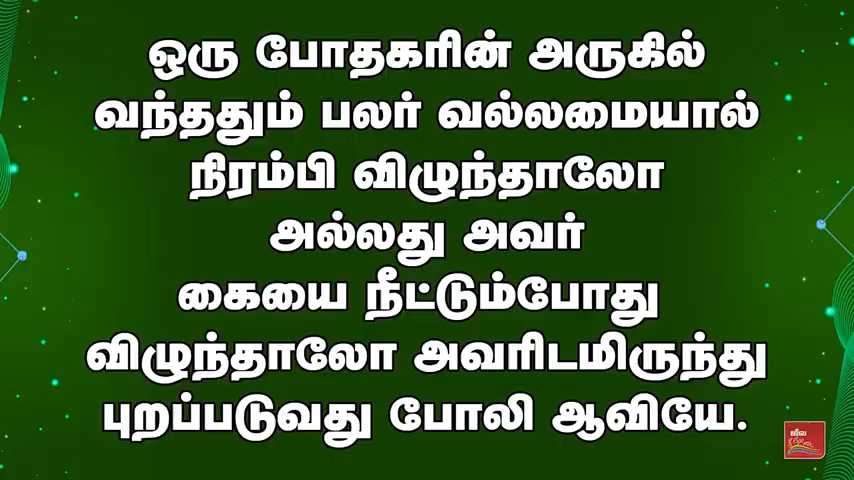 ஒரு போதகரின் அருகில்
வந்ததும் பலர் வல்லமையால்
நிரம்பி விழுந்தாலோ
அல்லது அவர்
கையை நீட்டும்போது
விழுந்தாலோ அவரிடமிருந்து
புறப்படுவது போலி ஆவியே.
ஜீவ